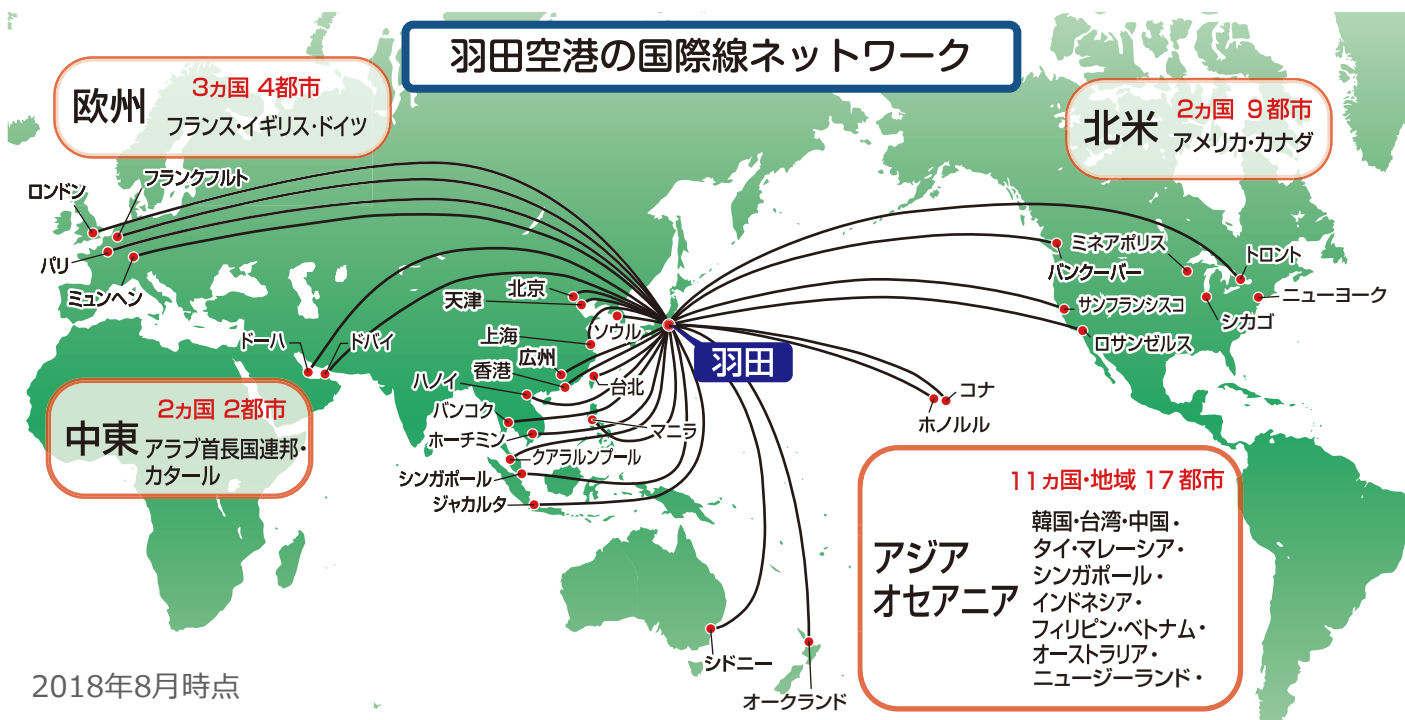 羽田空港の国際線ネットワーク
欧州
3ヵ国 4都市
フランス・イギリス・ドイツ
北米
2ヵ国 9都市
アメリカ・カナダ
ロンドン
フランクフルト
パリ
ミュンヘン
ドーハ
ドバイ
中東
2ヵ国 2都市
アラブ首長国連邦・
カタール
北京
天津
ソウル
上海
広州
香港
台北
ハノイ
バンコク
マニラ
ホーチミン
クアラルンプール
シンガポール
ジャカルタ
羽田
ミネアポリス
バンクーバー
トロント
サンフランシスコ
シカゴ
ニューヨーク
ロサンゼルス
コナ
ホノルル
アジア
オセアニア
11ヵ国・地域 17都市
韓国・台湾・中国・
タイ・マレーシア・
シンガポール・
インドネシア・
フィリピン・ベトナム・
オーストラリア・
ニュージーランド・
シドニー
オークランド
2018年8月時点